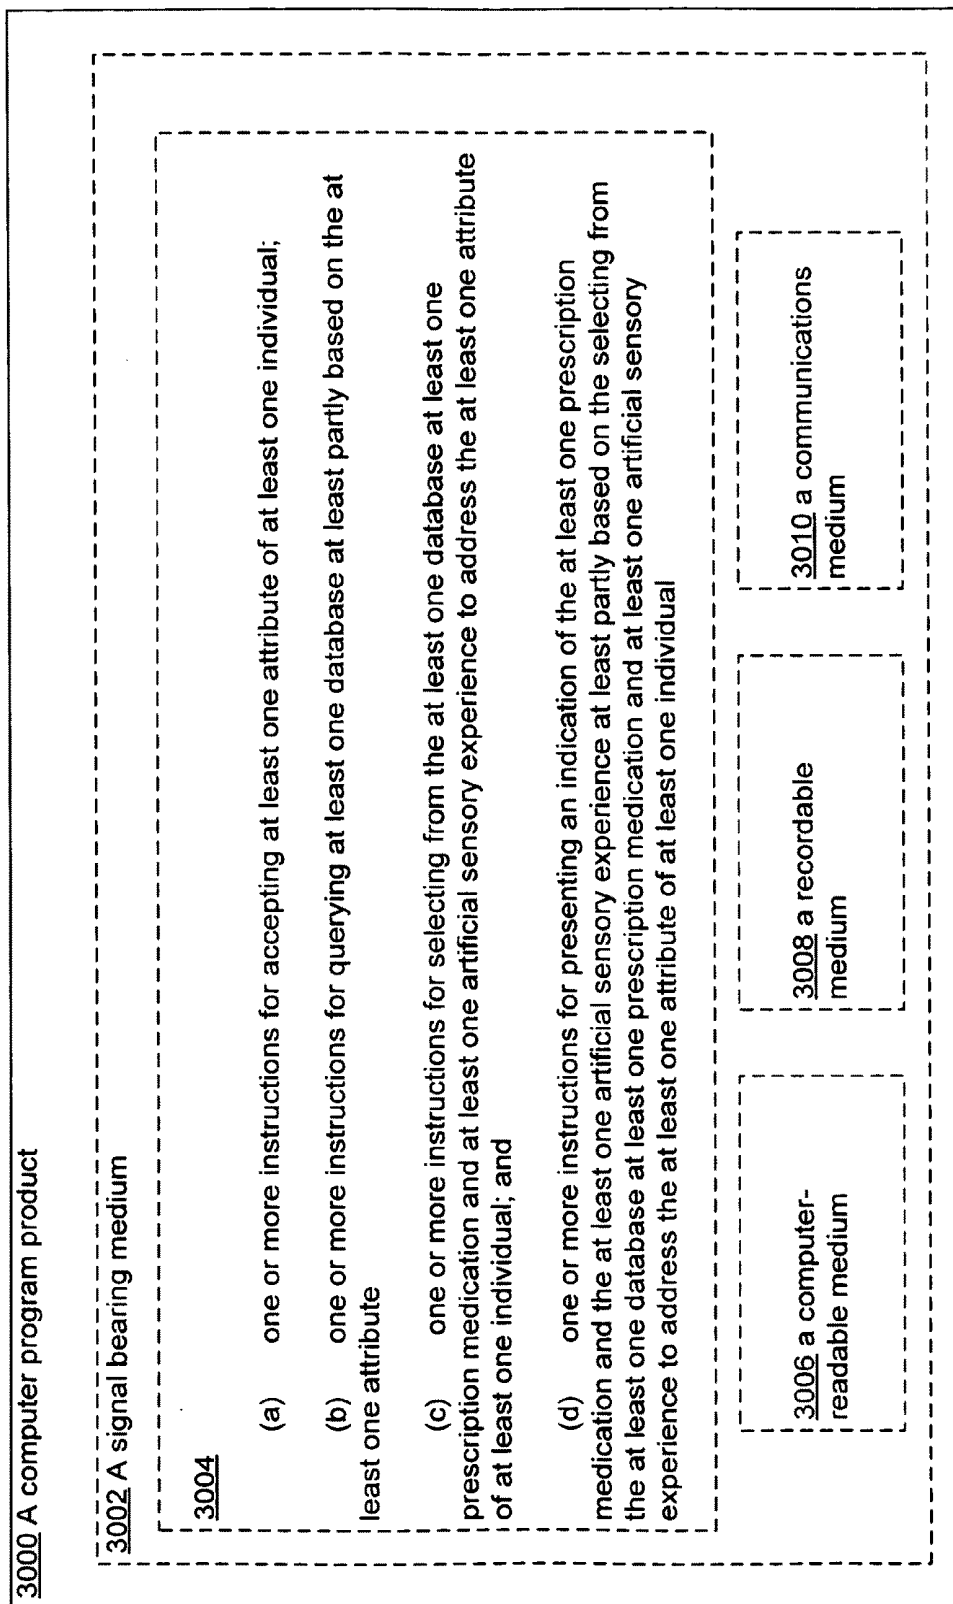 3000 A computer program product
3002 A signal bearing medium
3004
(a) one or more instructions for accepting at least one attribute of at least one individual;
(b) one or more instructions for querying at least one database at least partly based on the at
least one attribute
(c) one or more instructions for selecting from the at least one database at least one
prescription medication and at least one artificial sensory experience to address the at least one attribute
of at least one individual; and
(d) one or more instructions for presenting an indication of the at least one prescription
medication and the at least one artificial sensory experience at least partly based on the selecting from
the at least one database at least one prescription medication and at least one artificial sensory
experience to address the at least one attribute of at least one individual
3006 a computer-
readable medium
3008 a recordable
medium
3010 a communications
medium